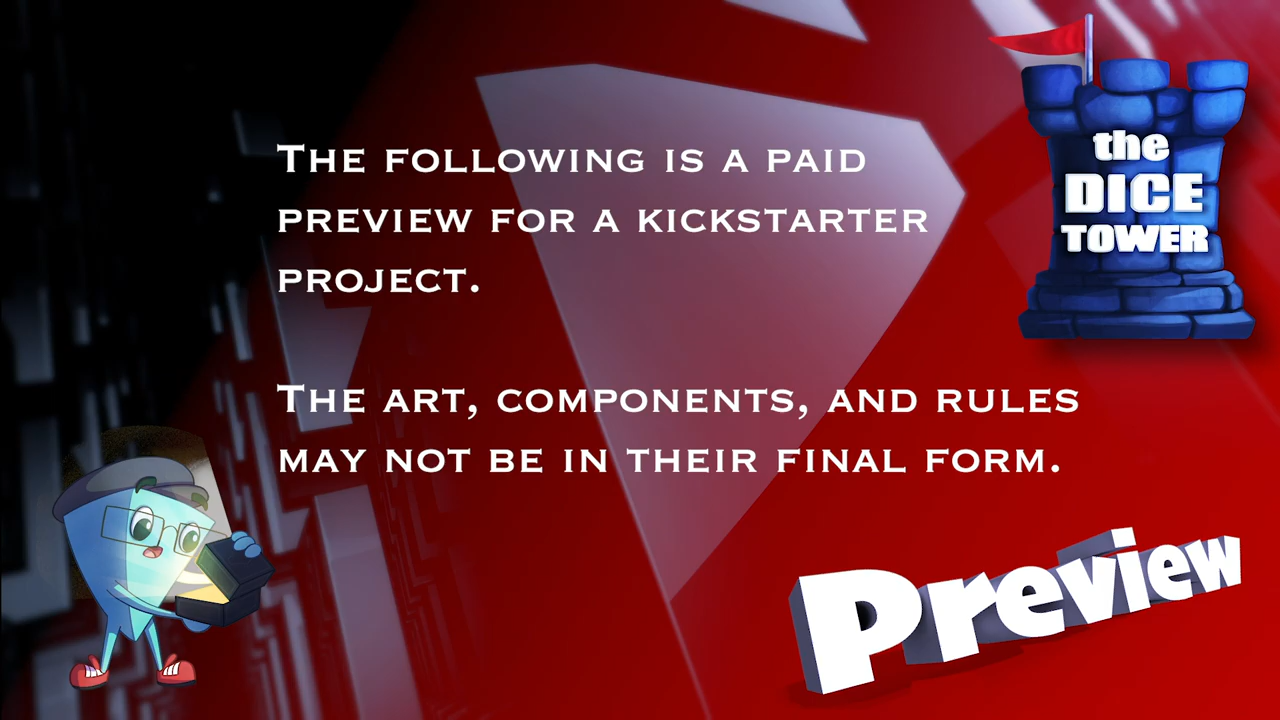 The following is a paid
preview for a kickstarter
project.
The art, components, and rules
may not be in their final form.
the
DICE
TOWER
Preview